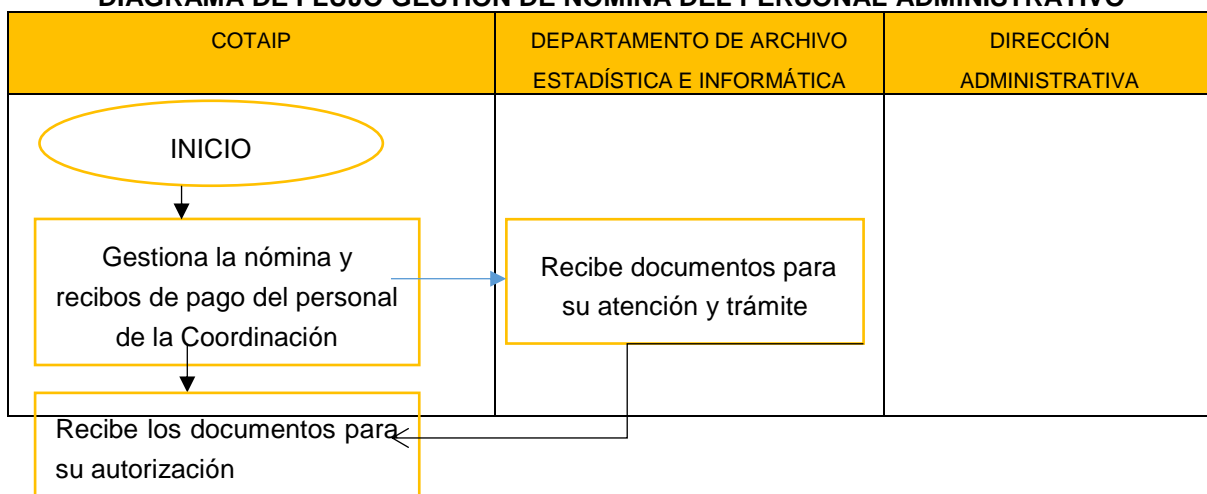 DIAGRAMA DE FLUJO GESTIÓN DE NÓMINA DEL PERSONAL ADMINISTRATIVO
COTAIP
DEPARTAMENTO DE ARCHIVO
ESTADÍSTICA E INFORMÁTICA
DIRECCIÓN
ADMINISTRATIVA
INICIO
Gestiona la nómina y
recibos de pago del personal
de la Coordinación
Recibe documentos para
su atención y trámite
Recibe los documentos para
su autorización